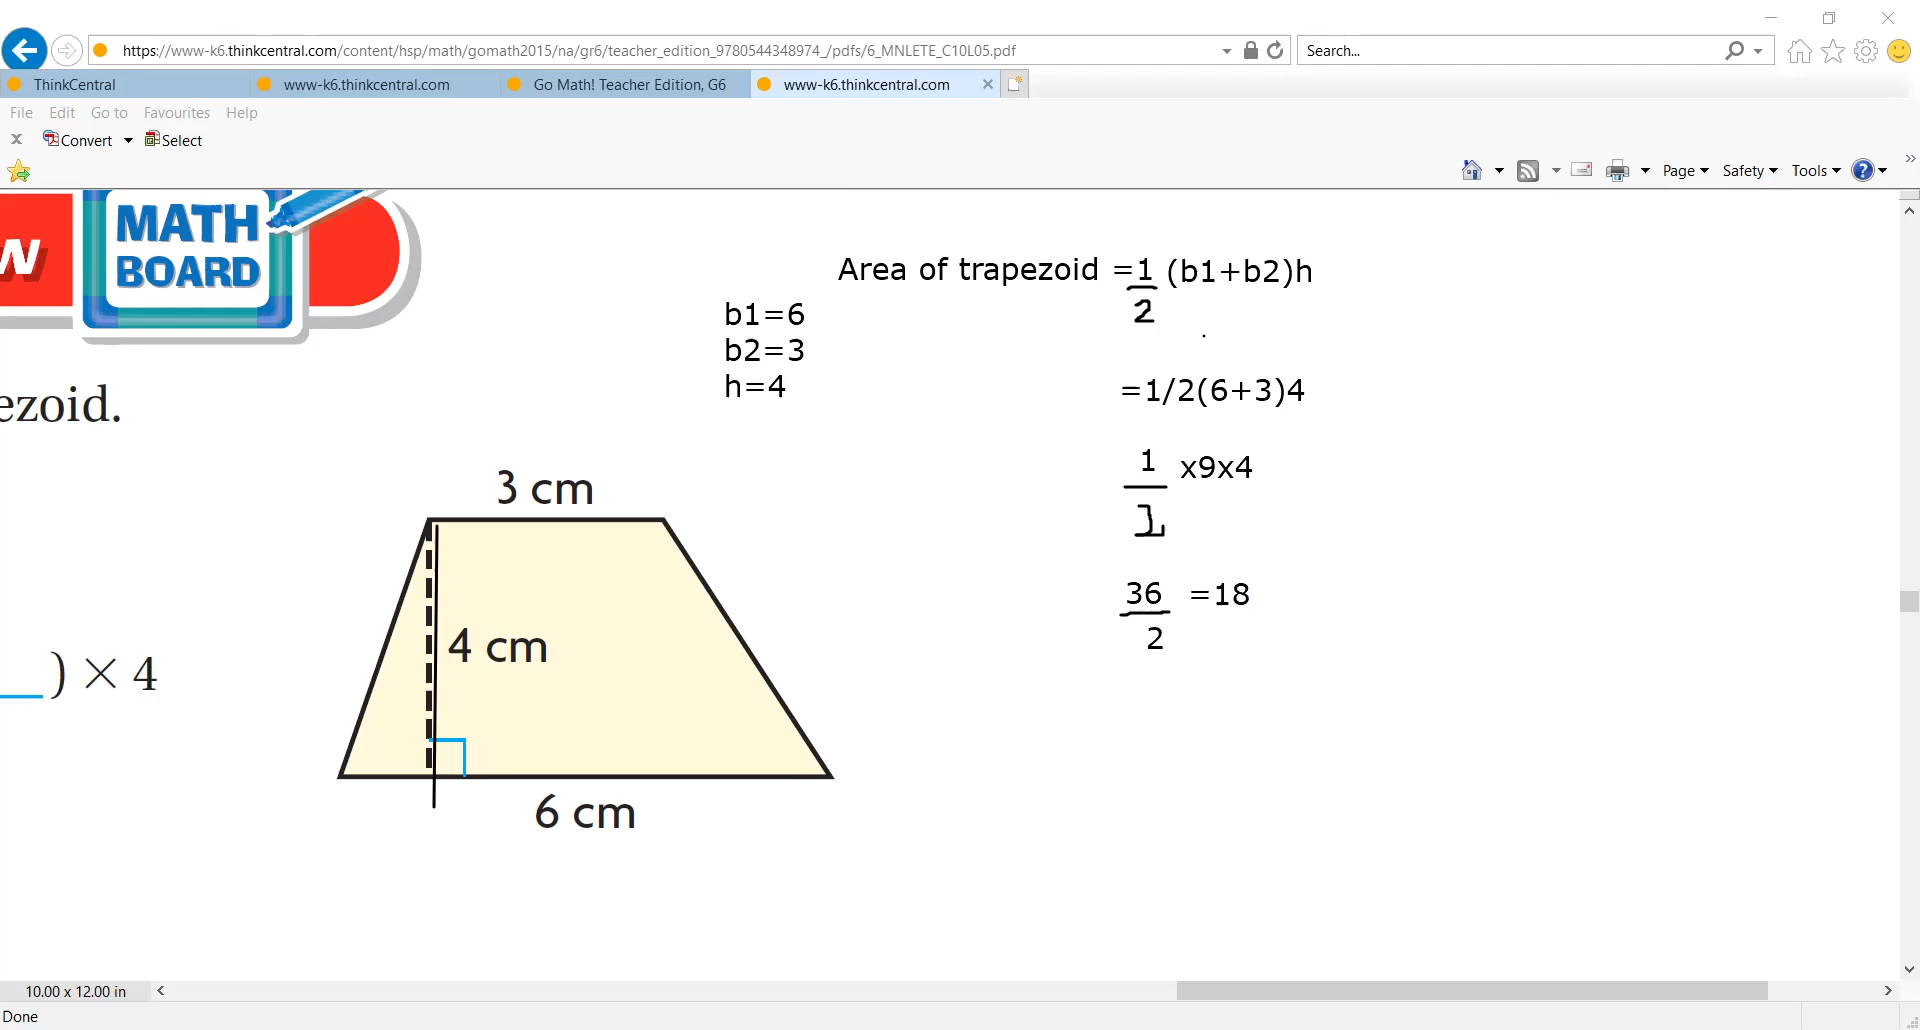 https://www-k6.thinkcentral.com/content/hsp/math/gomath2015/na/gr6/teacher_edition_9780544348974_/pdfs/6_MNLETE_C10L05.pdf
Search...
ThinkCentral
www-k6.thinkcentral.com
Go Math! Teacher Edition, G6
www-k6.thinkcentral.com
File Edit Go to Favourites Help
x Convert Select
Page Safety Tools ?
W
MATH
BOARD
Area of trapezoid =1/2 (b1+b2)h
b1=6
b2=3
h=4
=1/2(6+3)4
ezoid.
1
x9x4
1
3 cm
36 =18
2
4 cm
) × 4
6 cm
10.00 x 12.00 in
Done